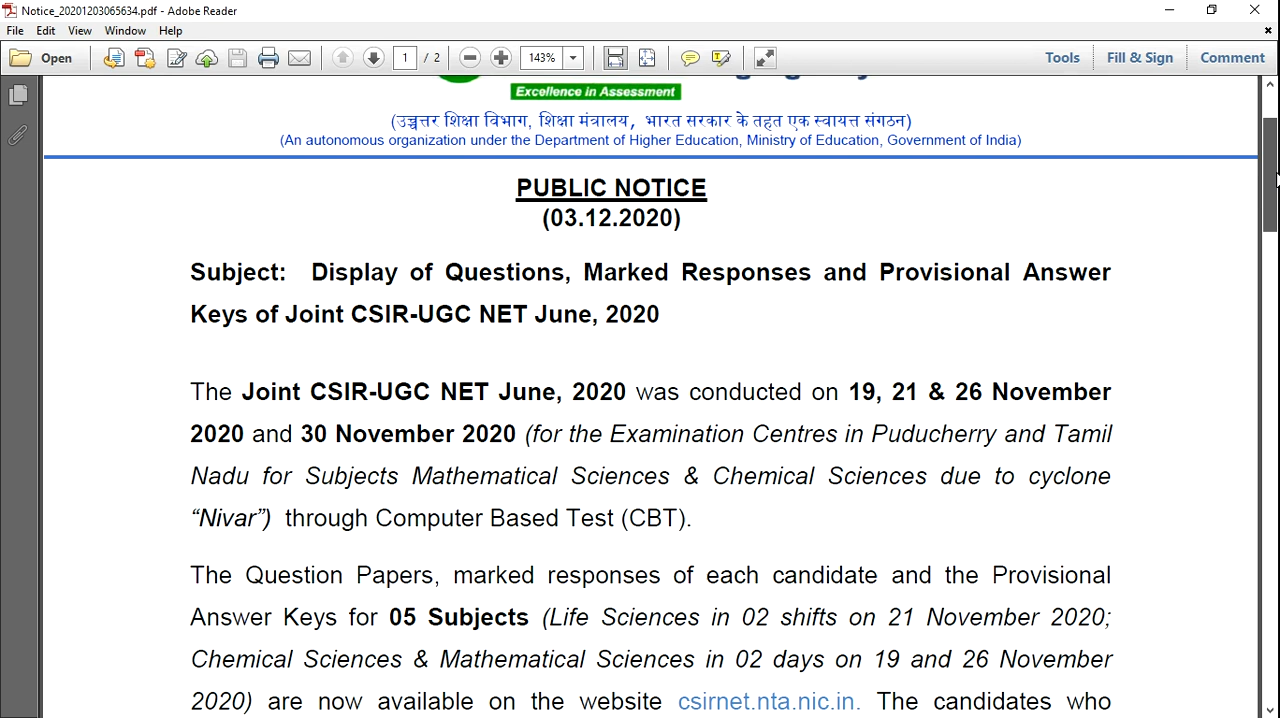 Notice_20201203065634.pdf - Adobe Reader
File Edit View Window Help
Open 1 / 2 143% Tools Fill & Sign Comment
Excellence in Assessment
(उच्चत्तर शिक्षा विभाग, शिक्षा मंत्रालय, भारत सरकार के तहत एक स्वायत्त संगठन)
(An autonomous organization under the Department of Higher Education, Ministry of Education, Government of India)
PUBLIC NOTICE
(03.12.2020)
Subject: Display of Questions, Marked Responses and Provisional Answer
Keys of Joint CSIR-UGC NET June, 2020
The Joint CSIR-UGC NET June, 2020 was conducted on 19, 21 & 26 November
2020 and 30 November 2020 (for the Examination Centres in Puducherry and Tamil
Nadu for Subjects Mathematical Sciences & Chemical Sciences due to cyclone
“Nivar”) through Computer Based Test (CBT).
The Question Papers, marked responses of each candidate and the Provisional
Answer Keys for 05 Subjects (Life Sciences in 02 shifts on 21 November 2020;
Chemical Sciences & Mathematical Sciences in 02 days on 19 and 26 November
2020) are now available on the website csirnet.nta.nic.in. The candidates who